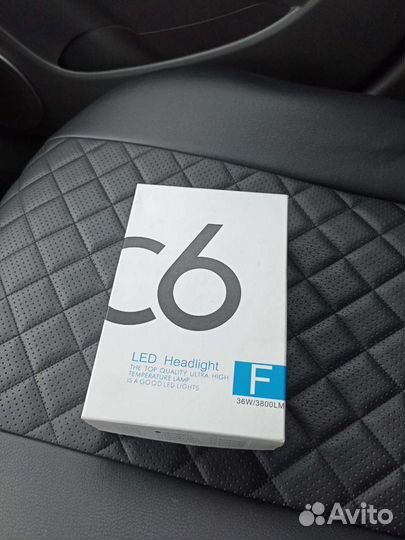 C6
LED Headlight
THE TOP QUALITY ULTRA HIGH
TEMPERATURE LAMP
IS A GOOD LED LIGHTS
F
36W/3800LM
Avito